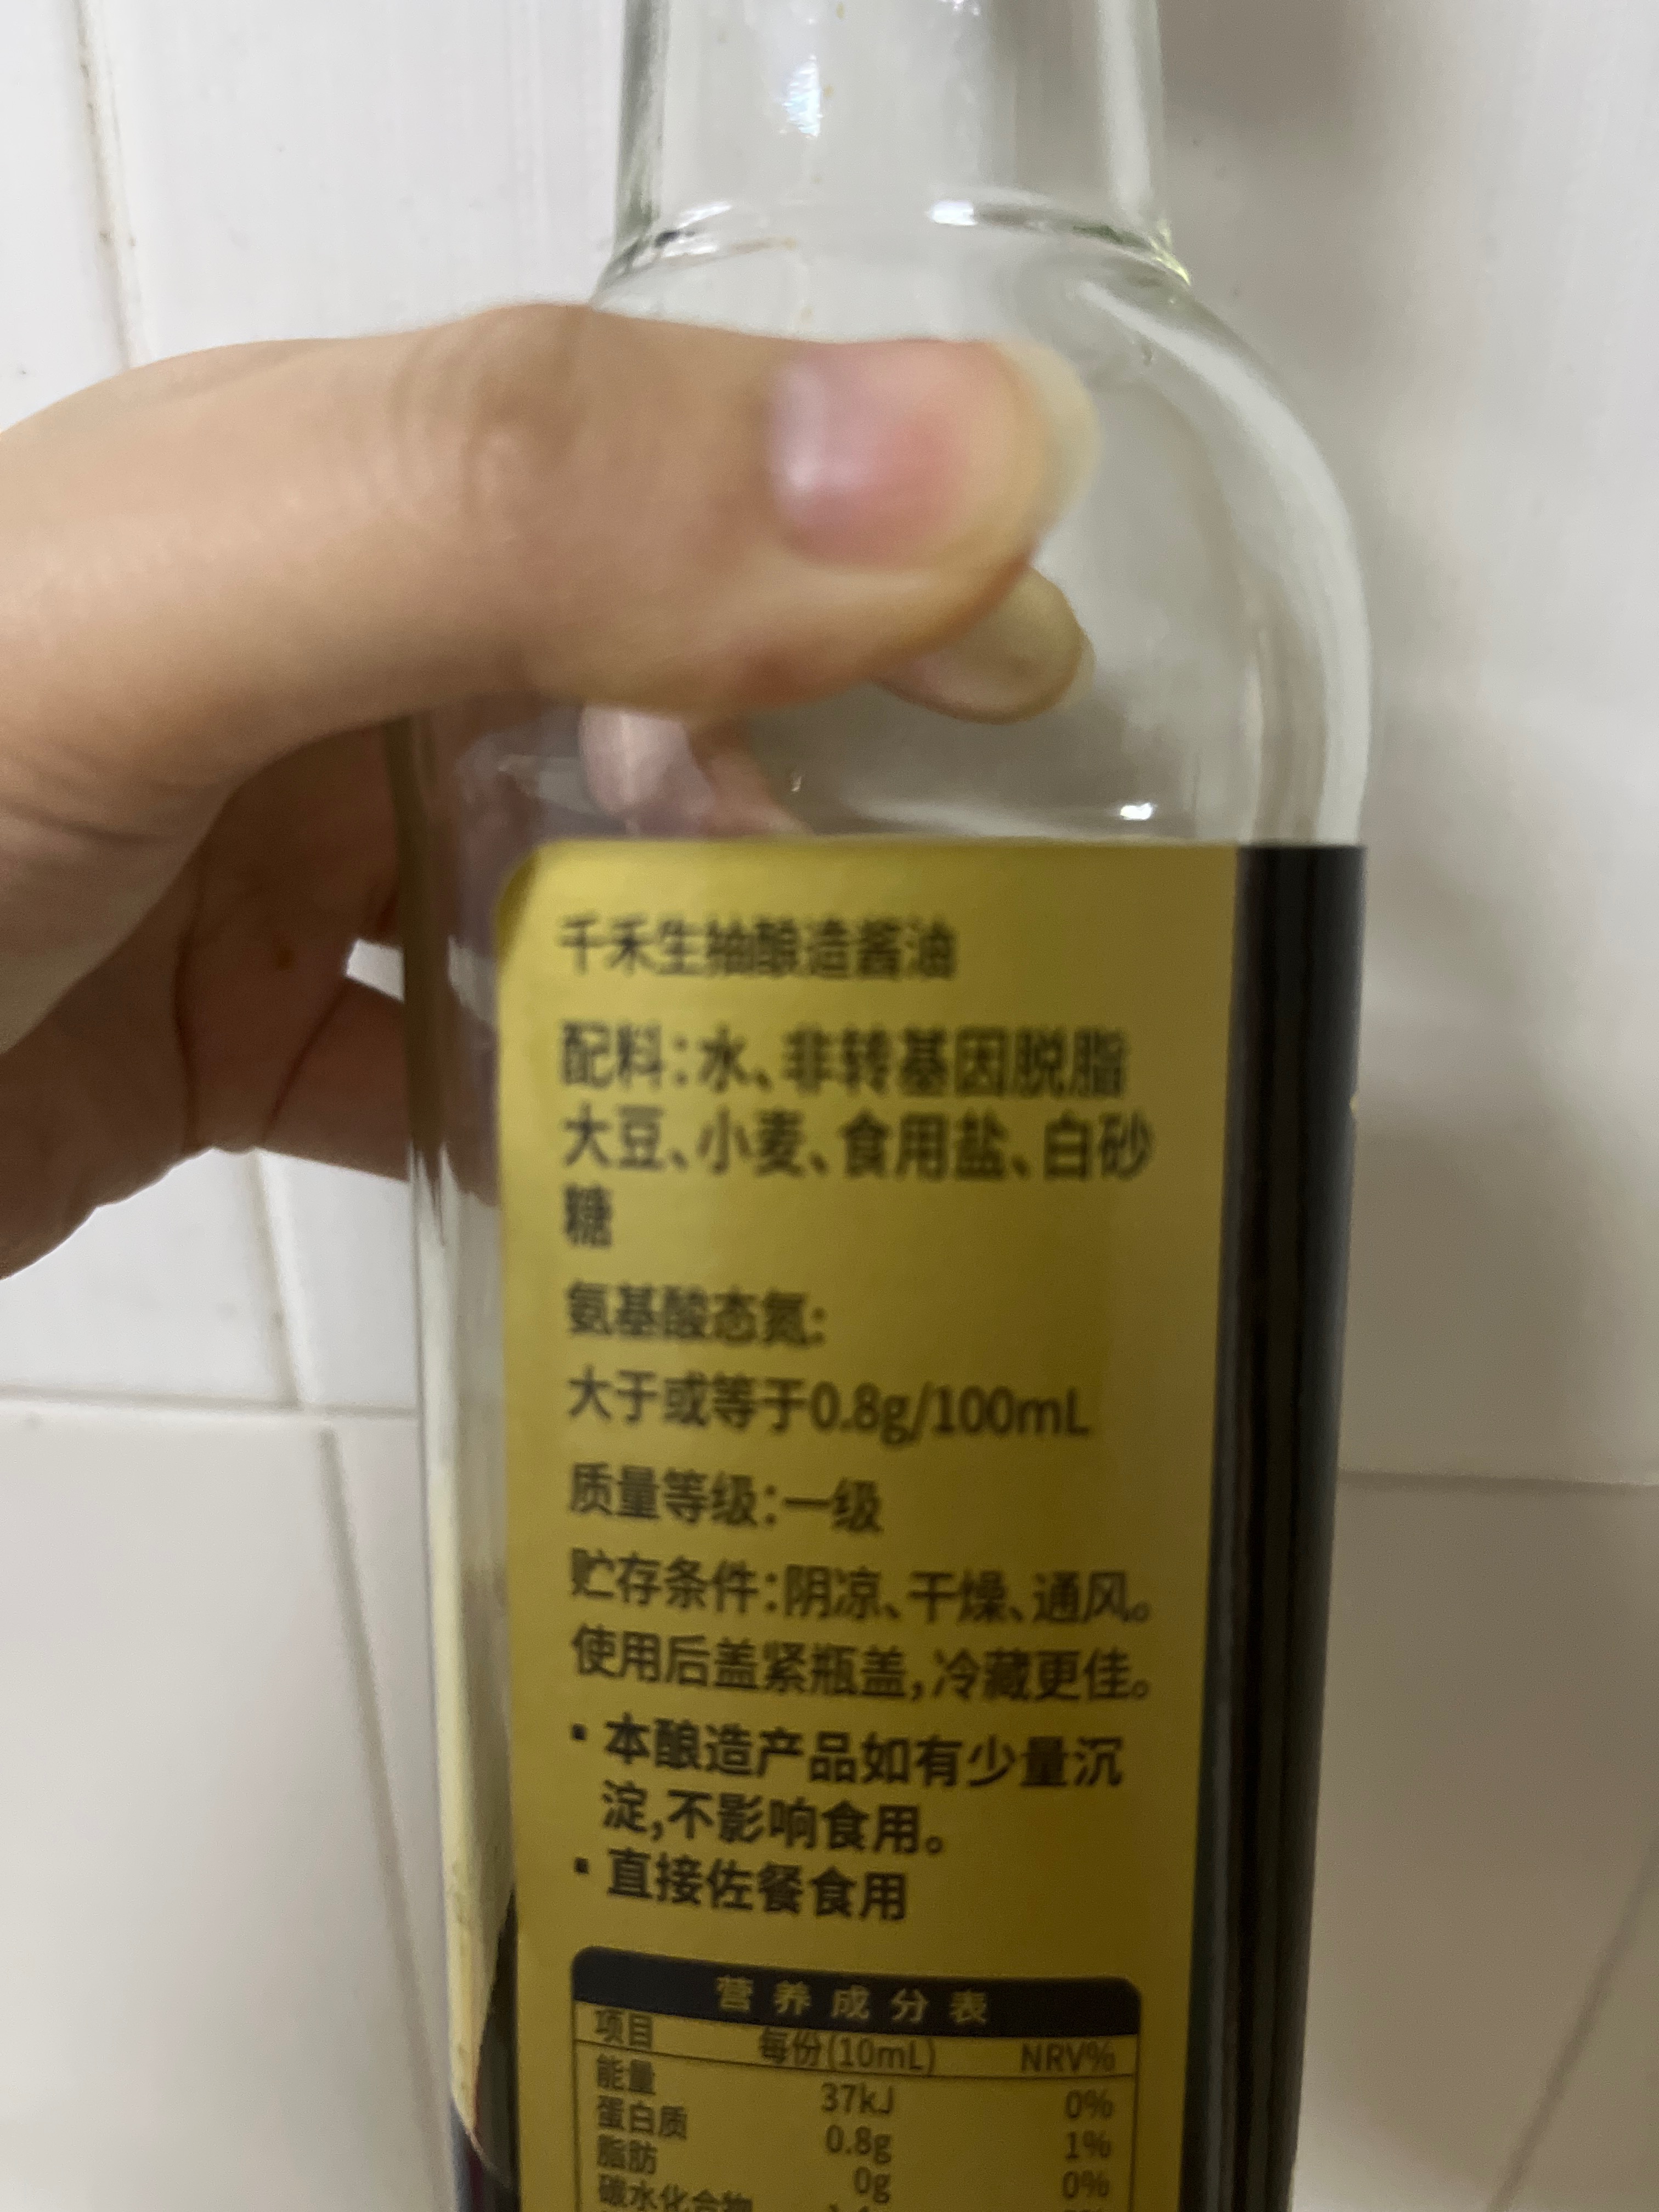 千禾生抽酿造酱油
配料:水、非转基因脱脂
大豆、小麦、食用盐、白砂
糖
氨基酸态氮:
大于或等于0.8g/100mL
质量等级:一级
贮存条件:阴凉、干燥、通风。
使用后盖紧瓶盖,冷藏更佳。
▪ 本酿造产品如有少量沉
淀,不影响食用。
▪ 直接佐餐食用
营养成分表
项目 每份(10mL) NRV%
能量 37kJ 0%
蛋白质 0.8g 1%
脂肪 0g 0%
碳水化合物